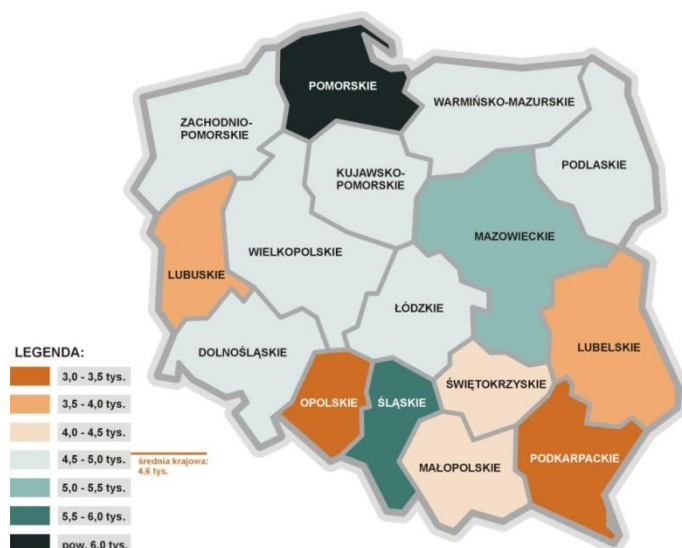 POMORSKIE
WARMIŃSKO-MAZURSKIE
ZACHODNIO-
POMORSKIE
PODLASKIE
KUJAWSKO-
POMORSKIE
MAZOWIECKIE
WIELKOPOLSKIE
LUBUSKIE
ŁÓDZKIE
LUBELSKIE
DOLNOŚLĄSKIE
ŚWIĘTOKRZYSKIE
OPOLSKIE
ŚLĄSKIE
PODKARPACKIE
MAŁOPOLSKIE
LEGENDA:
3,0 - 3,5 tys.
3,5 - 4,0 tys.
4,0 - 4,5 tys.
4,5 - 5,0 tys.
średnia krajowa:
4,6 tys.
5,0 - 5,5 tys.
5,5 - 6,0 tys.
pow. 6,0 tys.